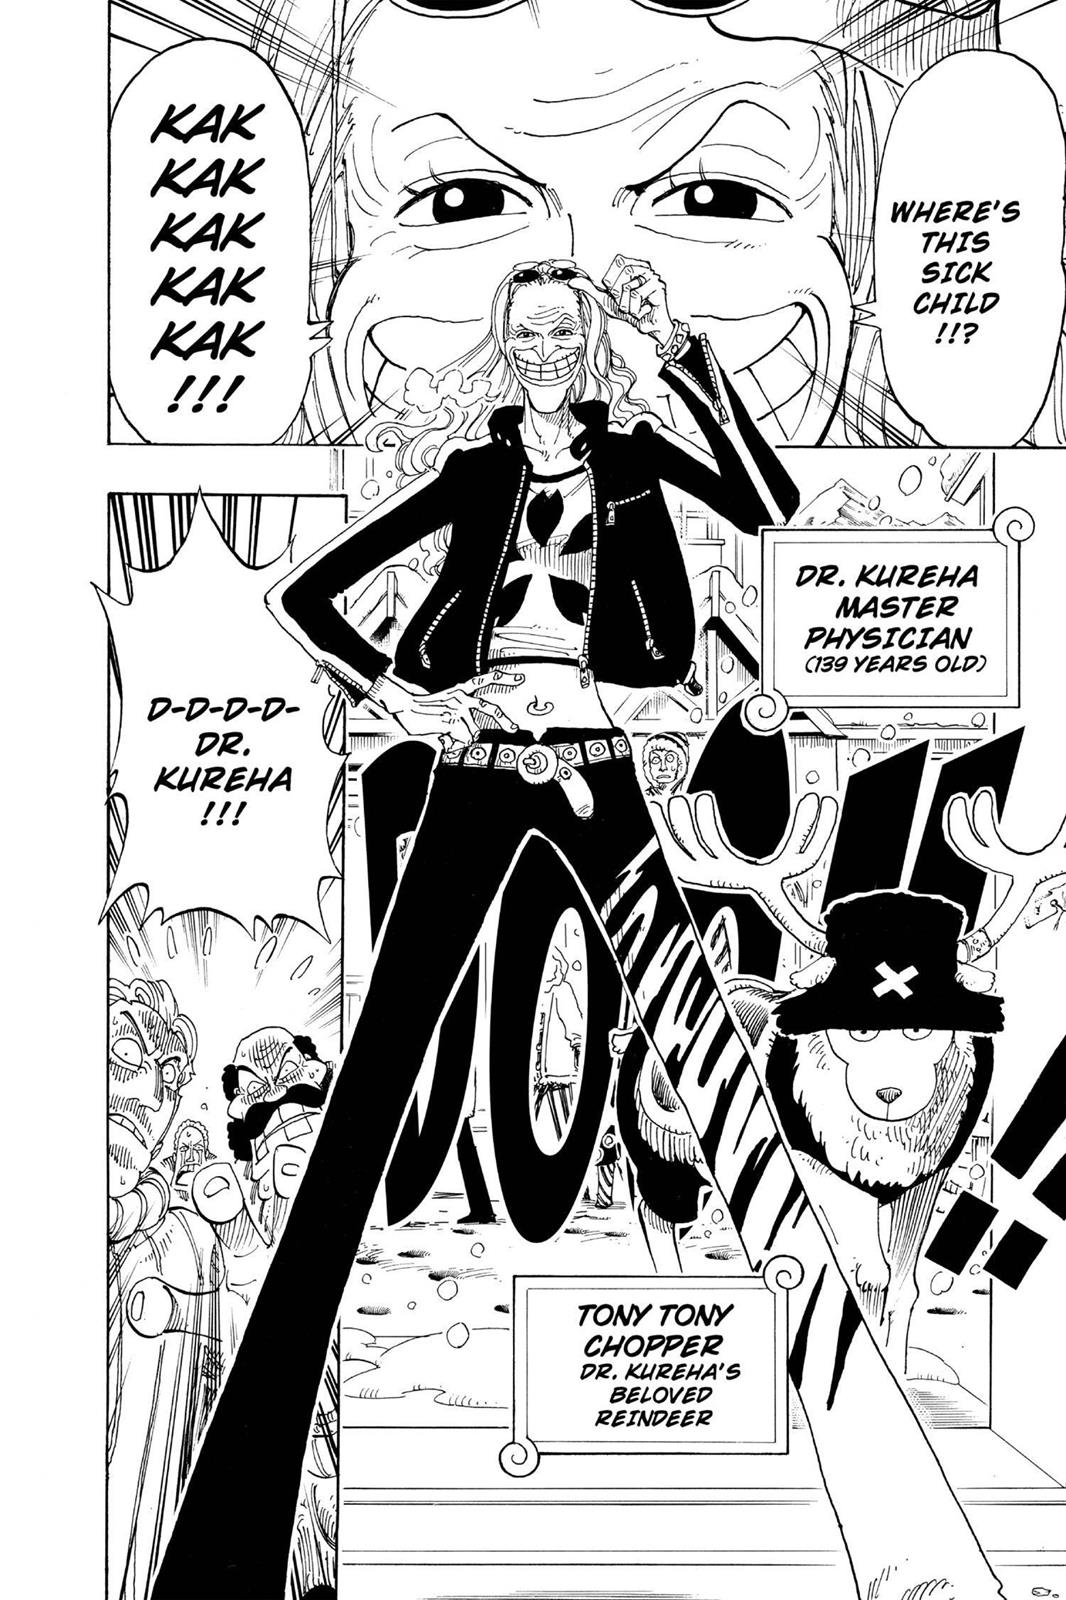 WHERE'S
THIS
SICK
CHILD
!!?
KAK
KAK
KAK
KAK
KAK
!!!
DR. KUREHA
MASTER
PHYSICIAN
(139 YEARS OLD)
D-D-D-D-
DR.
KUREHA
!!!
TONY TONY
CHOPPER
DR. KUREHA'S
BELOVED
REINDEER